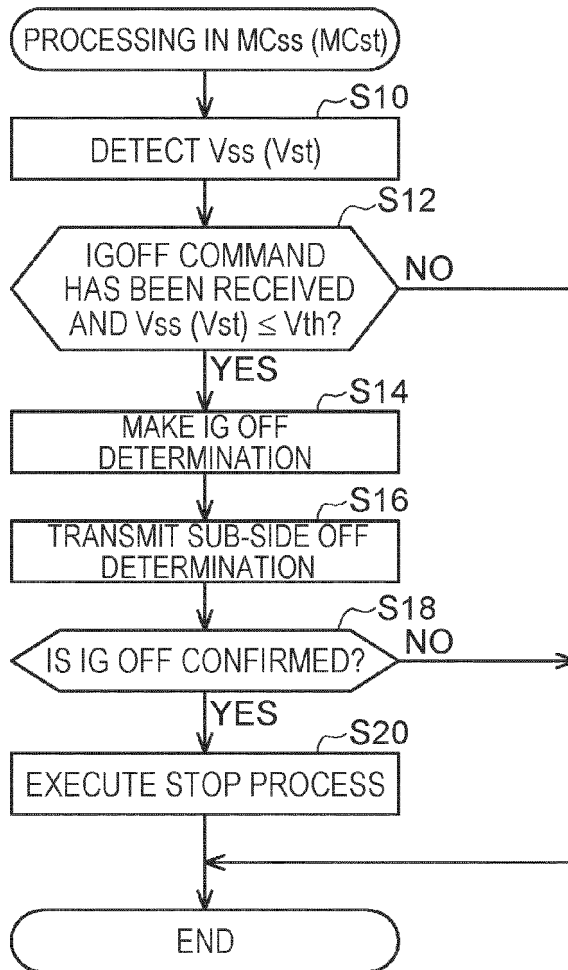 PROCESSING IN MCss (MCst)
S10
DETECT Vss (Vst)
S12
IGOFF COMMAND
HAS BEEN RECEIVED
AND Vss (Vst) ≤ Vth?
NO
YES
S14
MAKE IG OFF
DETERMINATION
S16
TRANSMIT SUB-SIDE OFF
DETERMINATION
S18
IS IG OFF CONFIRMED?
NO
YES
S20
EXECUTE STOP PROCESS
END